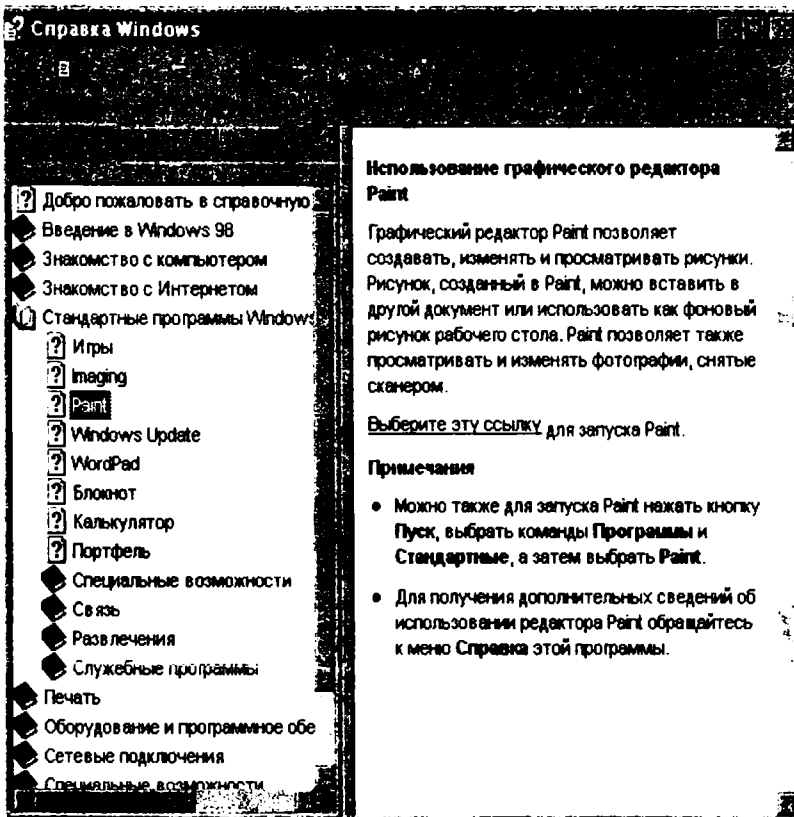 Справка Windows
Добро пожаловать в справочную
Введение в Windows 98
Знакомство с компьютером
Знакомство с Интернетом
Стандартные программы Windows
Игры
Imaging
Paint
Windows Update
WordPad
Блокнот
Калькулятор
Портфель
Специальные возможности
Связь
Развлечения
Служебные программы
Печать
Оборудование и программное обе
Сетевые подключения
Специальные возможности
Использование графического редактора
Paint
Графический редактор Paint позволяет
создавать, изменять и просматривать рисунки.
Рисунок, созданный в Paint, можно вставить в
другой документ или использовать как фоновый
рисунок рабочего стола. Paint позволяет также
просматривать и изменять фотографии, снятые
сканером.
Выберите эту ссылку для запуска Paint.
Примечания
• Можно также для запуска Paint нажать кнопку
Пуск, выбрать команды Программы и
Стандартные, а затем выбрать Paint.
• Для получения дополнительных сведений об
использовании редактора Paint обращайтесь
к меню Справка этой программы.